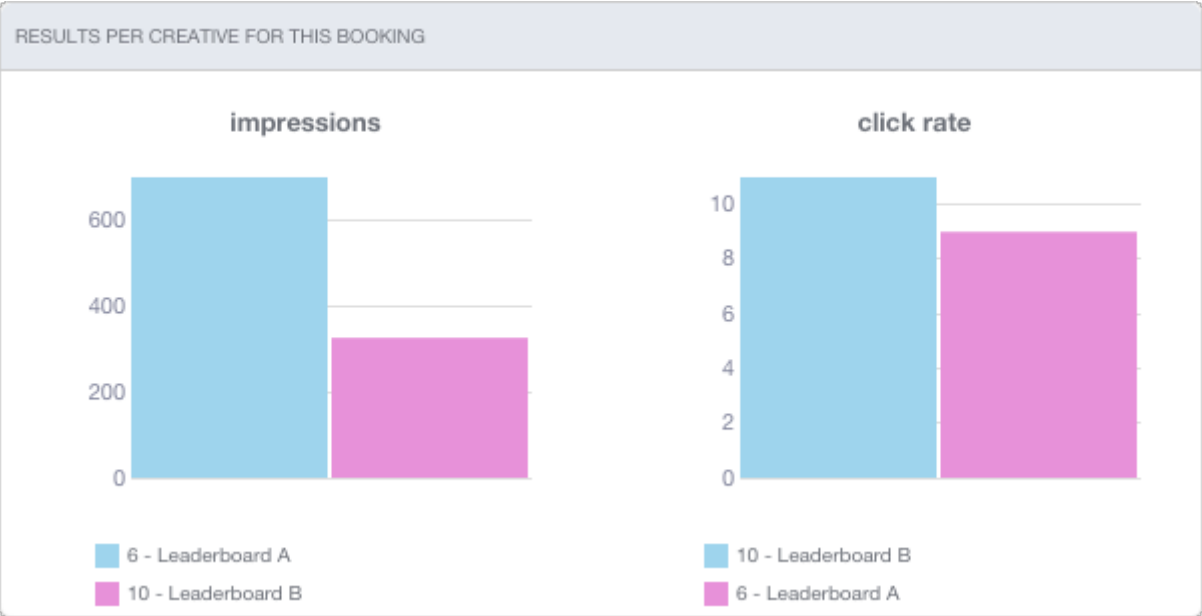 RESULTS PER CREATIVE FOR THIS BOOKING
impressions
600
400
200
0
6 - Leaderboard A
10 - Leaderboard B
click rate
10
8
6
4
2
0
10 - Leaderboard B
6 - Leaderboard A